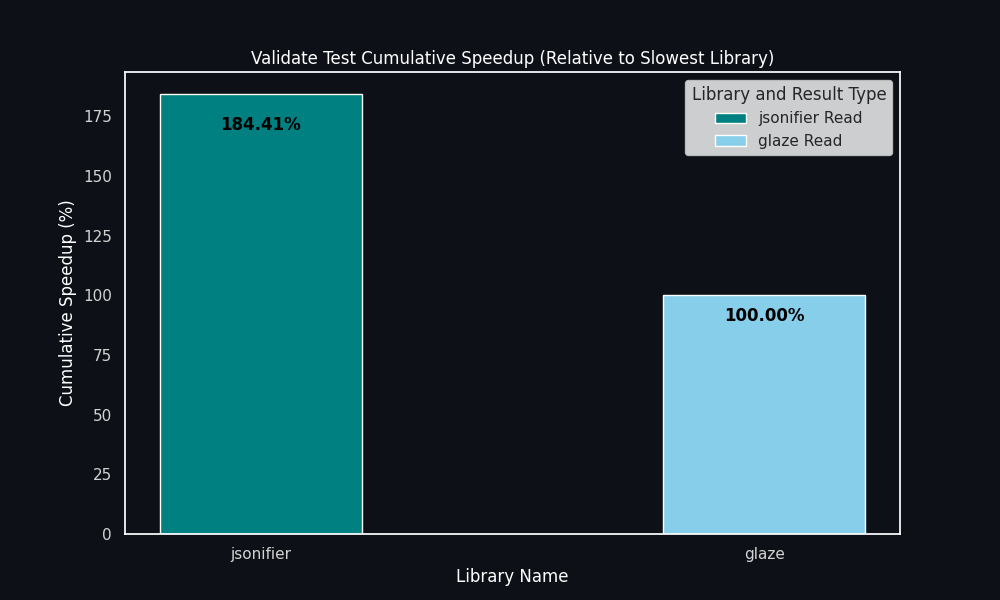 Validate Test Cumulative Speedup (Relative to Slowest Library)
Library and Result Type
jsonifier Read
glaze Read
184.41%
100.00%
Cumulative Speedup (%)
175
150
125
100
75
50
25
0
jsonifier
glaze
Library Name